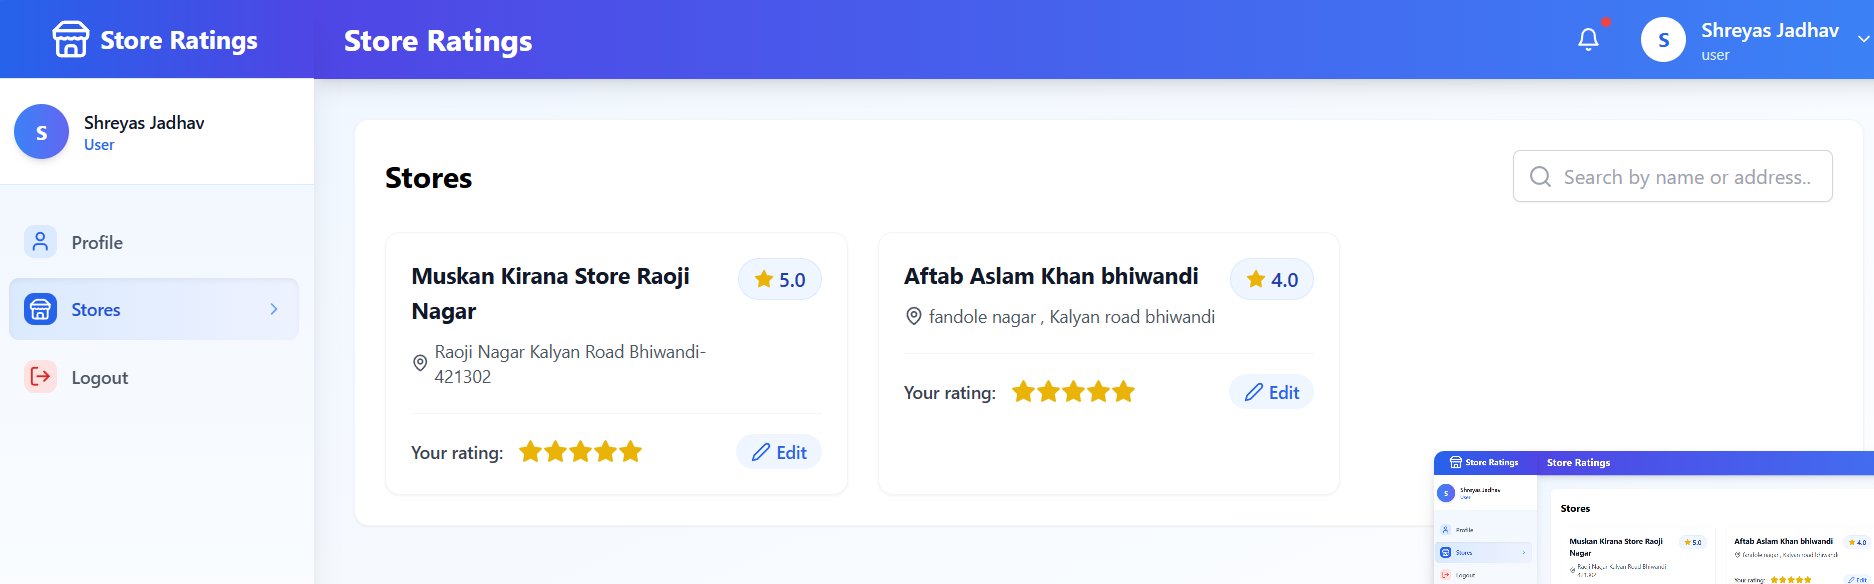 Store Ratings
Store Ratings
Shreyas Jadhav
user
S
S
Shreyas Jadhav
User
Profile
Stores
Logout
Stores
Search by name or address..
Muskan Kirana Store Raoji
Nagar
5.0
Raoji Nagar Kalyan Road Bhiwandi-
421302
Your rating:
Edit
Aftab Aslam Khan bhiwandi
4.0
fandole nagar , Kalyan road bhiwandi
Your rating:
Edit
Store Ratings
Store Ratings
S
Shreyas Jadhav
User
Profile
Stores
Logout
Stores
Muskan Kirana Store Raoji
Nagar
5.0
Raoji Nagar Kalyan Road Bhiwandi-
421302
Aftab Aslam Khan bhiwandi
4.0
fandole nagar , Kalyan road bhiwandi
Your rating:
Edit